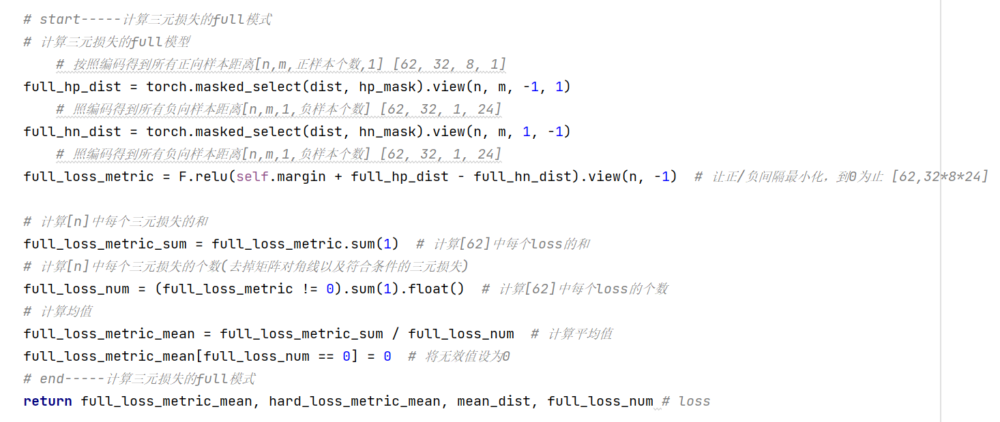 # start-----计算三元损失的full模式
# 计算三元损失的full模型
# 按照编码得到所有正向样本距离[n,m,正样本个数,1] [62, 32, 8, 1]
full_hp_dist = torch.masked_select(dist, hp_mask).view(n, m, -1, 1)
# 照编码得到所有负向样本距离[n,m,1,负样本个数] [62, 32, 1, 24]
full_hn_dist = torch.masked_select(dist, hn_mask).view(n, m, 1, -1)
# 照编码得到所有负向样本距离[n,m,1,负样本个数] [62, 32, 1, 24]
full_loss_metric = F.relu(self.margin + full_hp_dist - full_hn_dist).view(n, -1)  # 让正/负间隔最小化，到0为止 [62,32*8*24]
# 计算[n]中每个三元损失的和
full_loss_metric_sum = full_loss_metric.sum(1)  # 计算[62]中每个loss的和
# 计算[n]中每个三元损失的个数(去掉矩阵对角线以及符合条件的三元损失)
full_loss_num = (full_loss_metric != 0).sum(1).float()  # 计算[62]中每个loss的个数
# 计算均值
full_loss_metric_mean = full_loss_metric_sum / full_loss_num  # 计算平均值
full_loss_metric_mean[full_loss_num == 0] = 0  # 将无效值设为0
# end-----计算三元损失的full模式
return full_loss_metric_mean, hard_loss_metric_mean, mean_dist, full_loss_num # loss